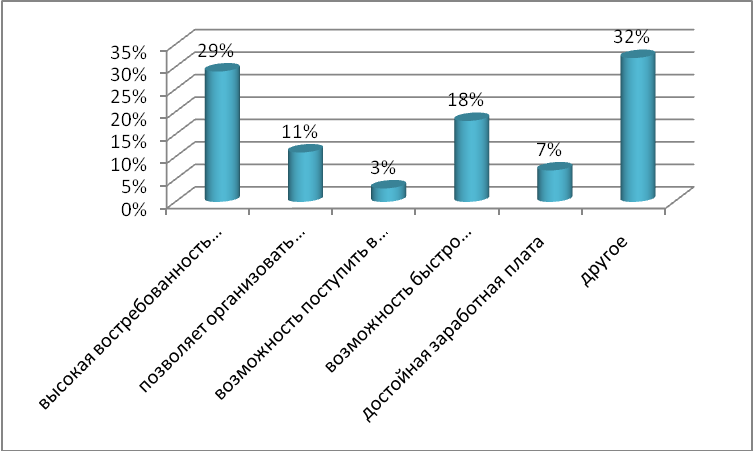 35%
30%
25%
20%
15%
10%
5%
0%
29%
11%
3%
18%
7%
32%
высокая востребованность…
позволяет организовать…
возможность поступить в…
возможность быстро…
достойная заработная плата
другое